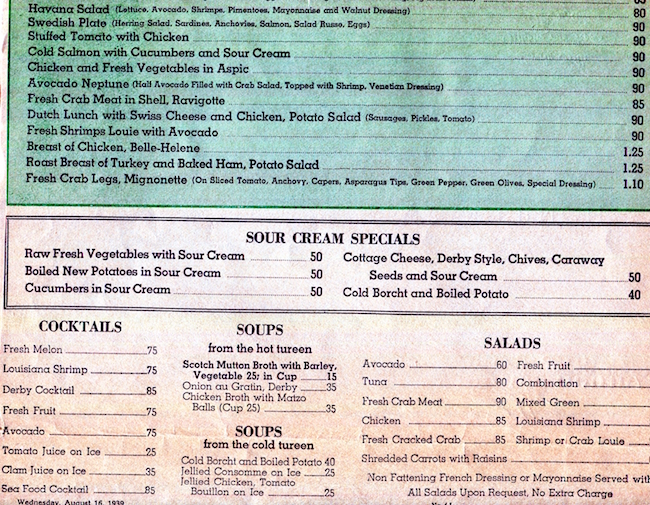 85
Havana Salad (Lettuce, Avocado, Shrimps, Pimentoes, Mayonnaise and Walnut Dressing) 80
Swedish Plate (Herring Salad, Sardines, Anchovies, Salmon, Salad Russe, Eggs) 90
Stuffed Tomato with Chicken 90
Cold Salmon with Cucumbers and Sour Cream 90
Chicken and Fresh Vegetables in Aspic 90
Avocado Neptune (Half Avocado Filled with Crab Salad, Topped with Shrimp, Venetian Dressing) 90
Fresh Crab Meat in Shell, Ravigotte 85
Dutch Lunch with Swiss Cheese and Chicken, Potato Salad (Sausages, Pickles, Tomato) 90
Fresh Shrimps Louie with Avocado 90
Breast of Chicken, Belle-Helene 1.25
Roast Breast of Turkey and Baked Ham, Potato Salad 1.25
Fresh Crab Legs, Mignonette (On Sliced Tomato, Anchovy, Capers, Asparagus Tips, Green Pepper, Green Olives, Special Dressing) 1.10
SOUR CREAM SPECIALS
Raw Fresh Vegetables with Sour Cream 50
Boiled New Potatoes in Sour Cream 50
Cucumbers in Sour Cream 50
Cottage Cheese, Derby Style, Chives, Caraway
Seeds and Sour Cream 50
Cold Borcht and Boiled Potato 40
COCKTAILS
Fresh Melon 75
Louisiana Shrimp 75
Derby Cocktail 85
Fresh Fruit 75
Avocado 75
Tomato Juice on Ice 25
Clam Juice on Ice 35
Sea Food Cocktail 85
Wednesday, August 16, 1939
SOUPS
from the hot tureen
Scotch Mutton Broth with Barley,
Vegetable 25; in Cup 15
Onion au Gratin, Derby 35
Chicken Broth with Matzo
Balls (Cup 25) 35
SOUPS
from the cold tureen
Cold Borcht and Boiled Potato 40
Jellied Consomme on Ice 25
Jellied Chicken, Tomato
Bouillon on Ice 25
SALADS
Avocado 60
Tuna 80
Fresh Crab Meat 90
Chicken 85
Fresh Cracked Crab 85
Shredded Carrots with Raisins
Fresh Fruit
Combination
Mixed Green
Louisiana Shrimp
Shrimp or Crab Louie
Non Fattening French Dressing or Mayonnaise Served with
All Salads Upon Request, No Extra Charge